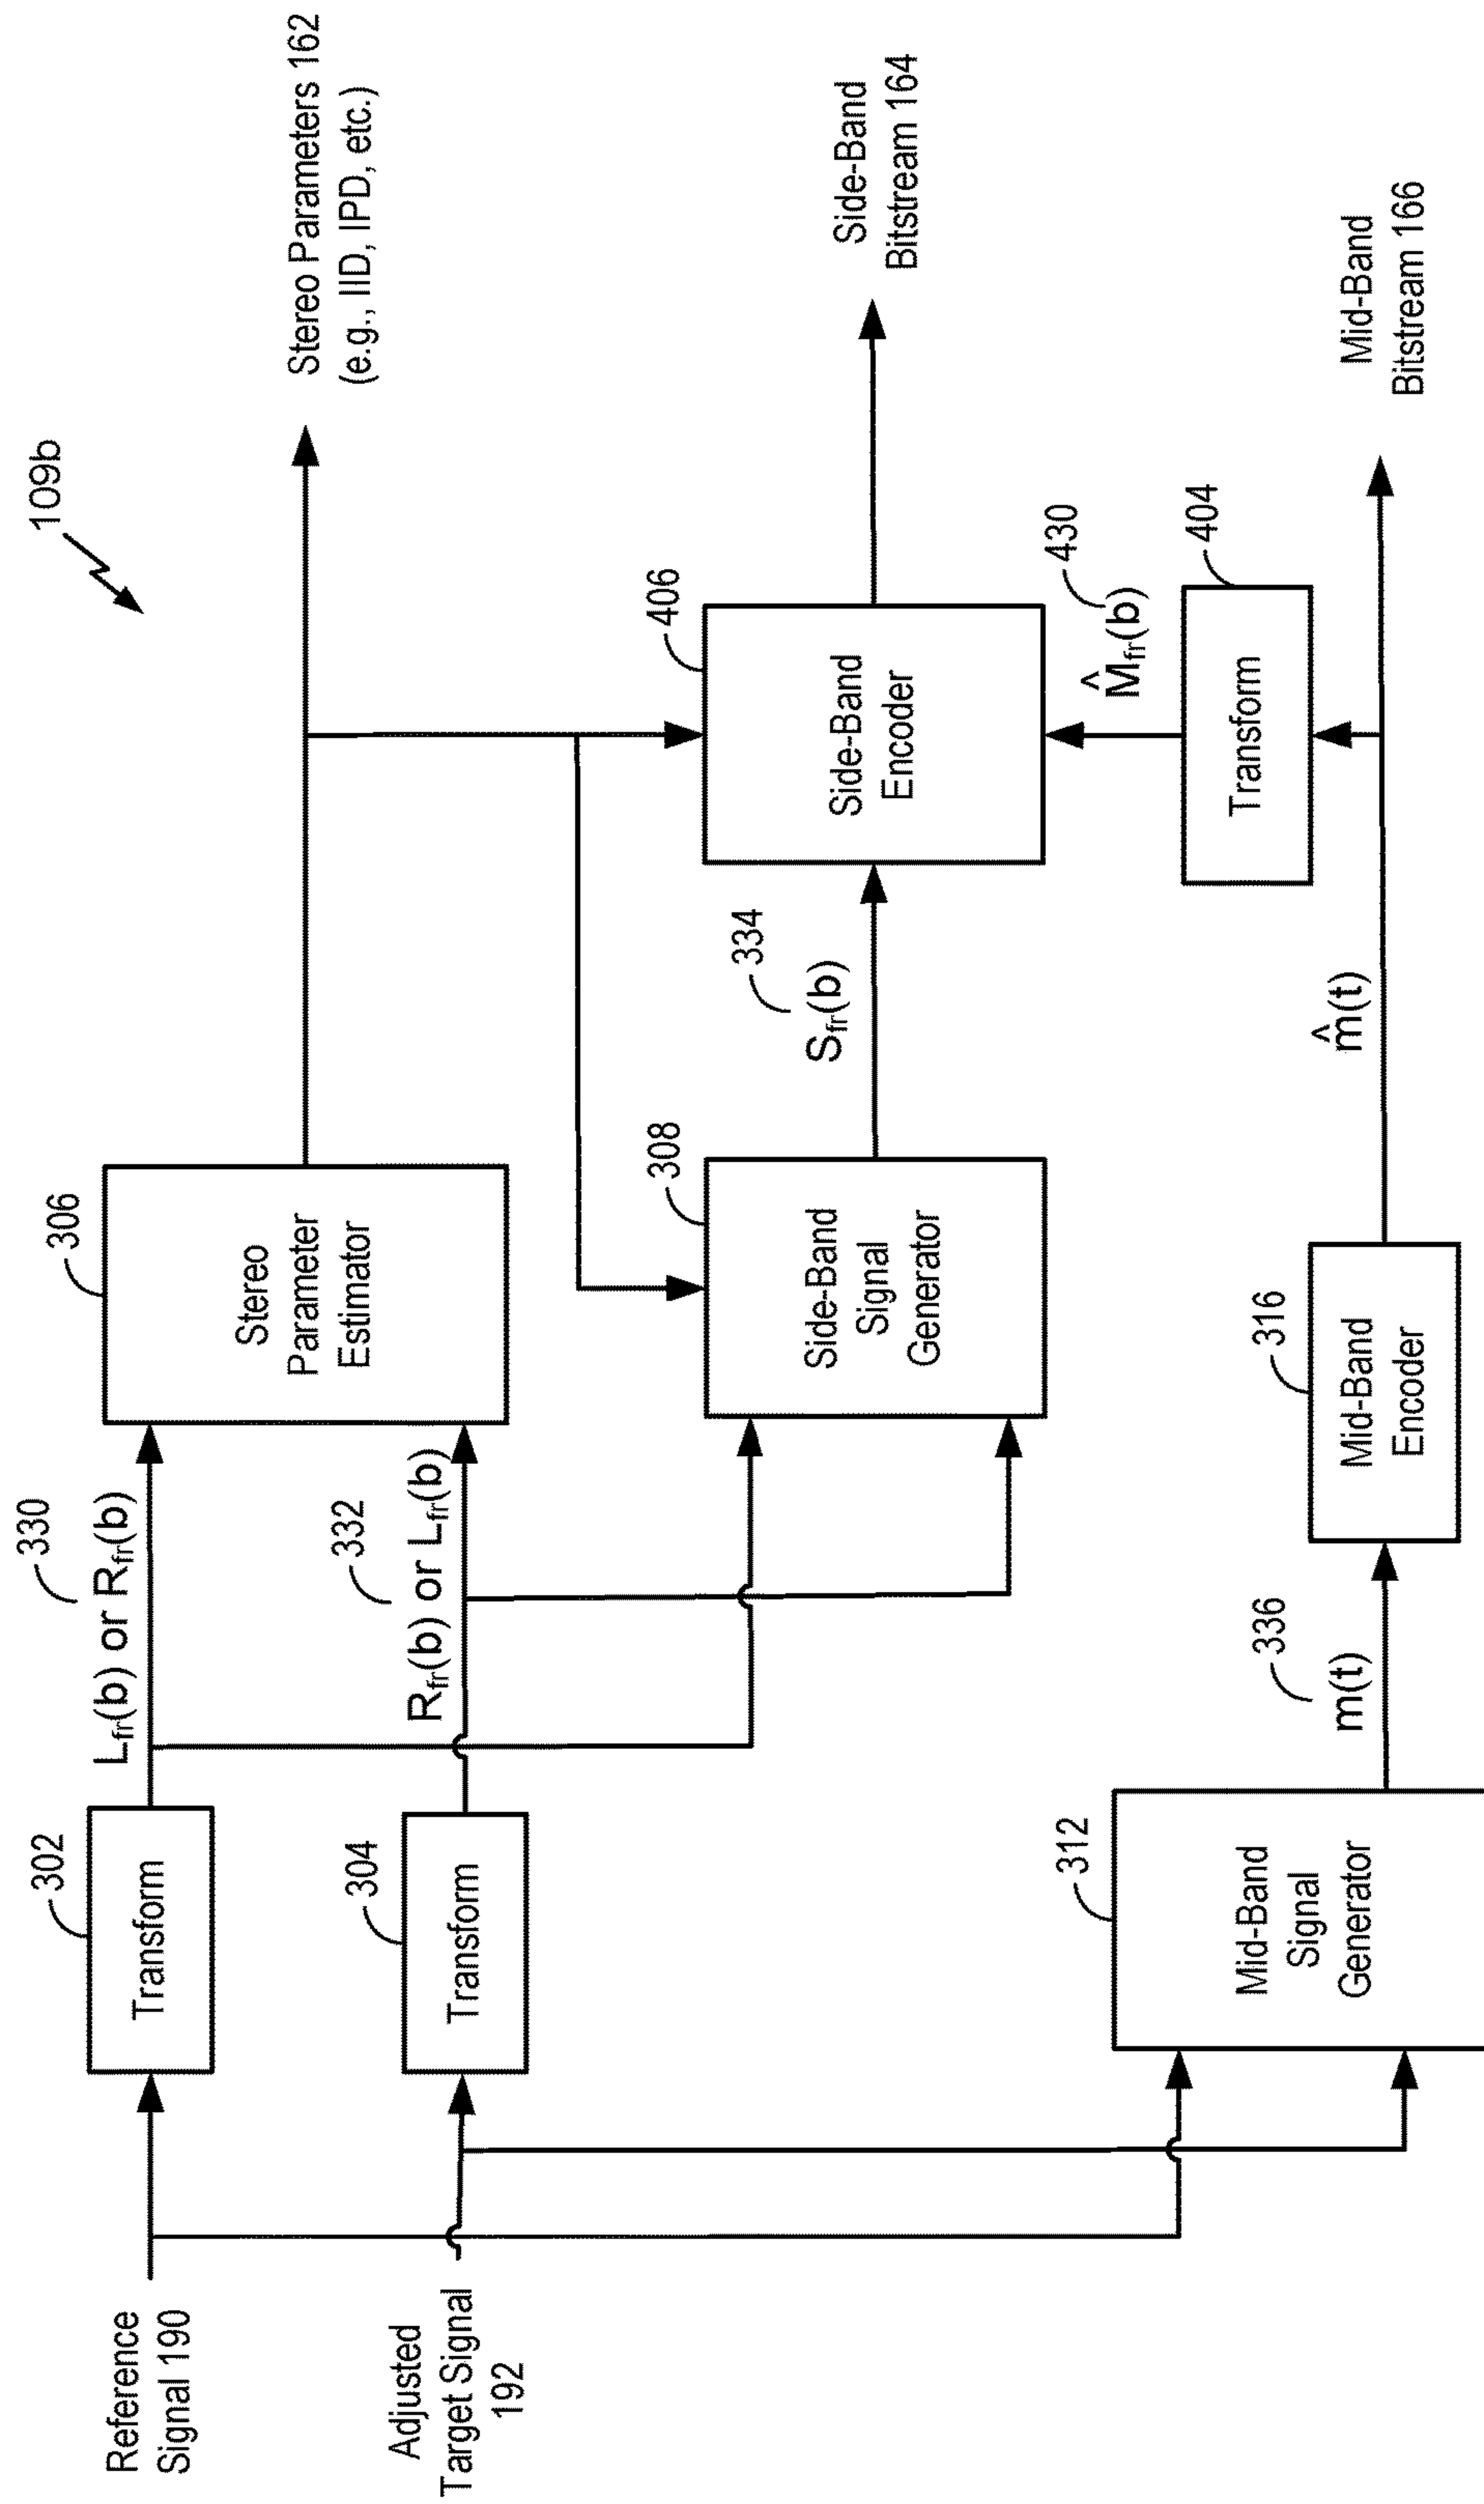 109b
Reference
Signal 190
302
Transform
330
Lfr(b) or Rfr(b)
306
Stereo
Parameter
Estimator
Stereo Parameters 162
(e.g., IID, IPD, etc.)
Adjusted
Target Signal
192
304
Transform
332
Rfr(b) or Lfr(b)
308
Side-Band
Signal
Generator
334
Sfr(b)
406
Side-Band
Encoder
Side-Band
Bitstream 164
430
M̂fr(b)
404
Transform
312
Mid-Band
Signal
Generator
336
m(t)
316
Mid-Band
Encoder
m̂(t)
Mid-Band
Bitstream 166